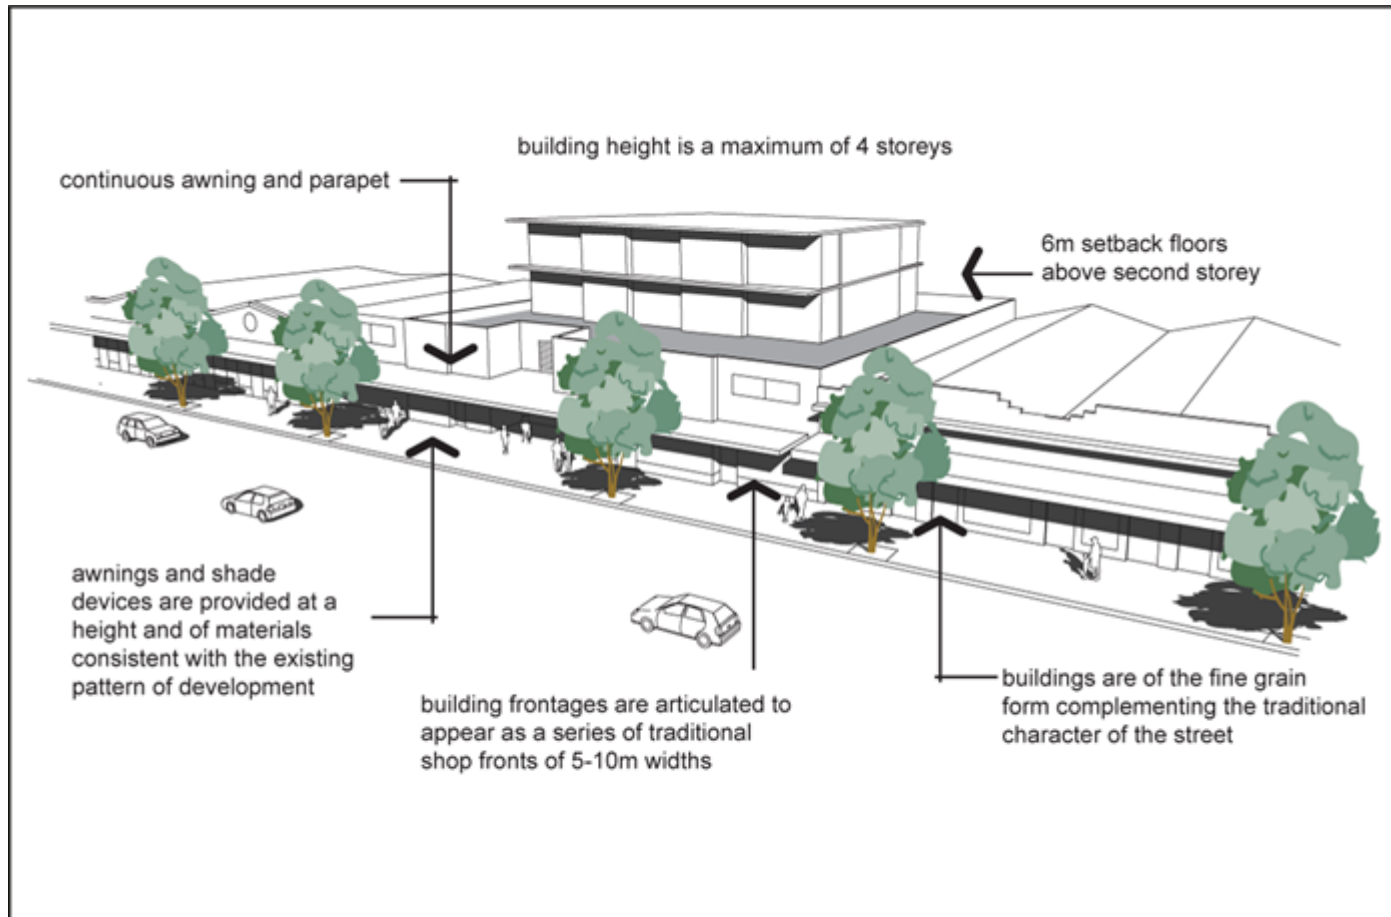 building height is a maximum of 4 storeys
continuous awning and parapet
6m setback floors
above second storey
awnings and shade
devices are provided at a
height and of materials
consistent with the existing
pattern of development
building frontages are articulated to
appear as a series of traditional
shop fronts of 5-10m widths
buildings are of the fine grain
form complementing the traditional
character of the street